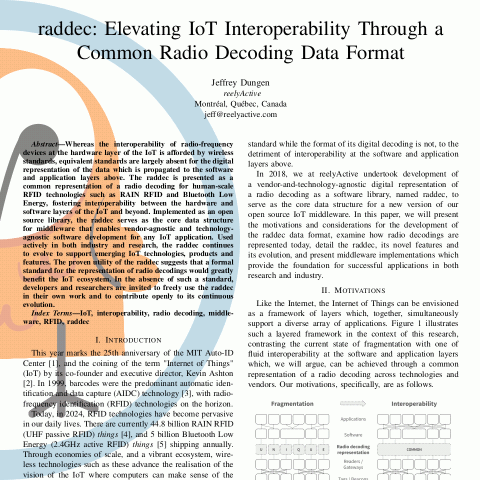 raddec: Elevating IoT Interoperability Through a
Common Radio Decoding Data Format
Jeffrey Dungen
reelyActive
Montréal, Québec, Canada
jeff@reelyactive.com
Abstract—Whereas the interoperability of radio-frequency
devices at the hardware layer of the IoT is afforded by wireless
standards, equivalent standards are largely absent for the digital
representation of the data which is propagated to the software
and application layers above. The raddec is presented as a
common representation of a radio decoding for human-scale
RFID technologies such as RAIN RFID and Bluetooth Low
Energy, fostering interoperability between the hardware and
software layers of the IoT and beyond. Implemented as an open
source library, the raddec serves as the core data structure
for middleware that enables vendor-agnostic and technology-
agnostic software development for any IoT application. Used
actively in both industry and research, the raddec continues
to evolve to support emerging IoT technologies, products and
features. The proven utility of the raddec suggests that a formal
standard for the representation of radio decodings would greatly
benefit the IoT ecosystem. In the absence of such a standard,
developers and researchers are invited to freely use the raddec
in their own work and to contribute openly to its continuous
evolution.
Index Terms—IoT, interoperability, radio decoding, middle-
ware, RFID, raddec
I. Introduction
This year marks the 25th anniversary of the MIT Auto-ID
Center [1], and the coining of the term "Internet of Things"
(IoT) by its co-founder and executive director, Kevin Ashton
[2]. In 1999, barcodes were the predominant automatic iden-
tification and data capture (AIDC) technology [3], with radio-
frequency identification (RFID) technologies on the horizon.
Today, in 2024, RFID technologies have become pervasive
in our daily lives. There are currently 44.8 billion RAIN RFID
(UHF passive RFID) things [4], and 5 billion Bluetooth Low
Energy (2.4GHz active RFID) things [5] shipping annually.
Through economies of scale, and a vibrant ecosystem, wire-
less technologies such as these advance the realisation of the
vision of the IoT where computers can make sense of the
standard while the format of its digital decoding is not, to the
detriment of interoperability at the software and application
layers above.
In 2018, we at reelyActive undertook development of
a vendor-and-technology-agnostic digital representation of
a radio decoding as a software library, named raddec, to
serve as the core data structure for a new version of our
open source IoT middleware. In this paper, we will present
the motivations and considerations for the development of
the raddec data format, examine how radio decodings are
represented today, detail the raddec, its novel features and
its evolution, and present middleware implementations which
provide the foundation for successful applications in both
research and industry.
II. Motivations
Like the Internet, the Internet of Things can be envisioned
as a framework of layers which, together, simultaneously
support a diverse array of applications. Figure 1 illustrates
such a layered framework in the context of this research,
contrasting the current state of fragmentation with one of
fluid interoperability at the software and application layers
which, we will argue, can be achieved through a common
representation of a radio decoding across technologies and
vendors. Our motivations, specifically, are as follows.
Fragmentation
Interoperability
Applications
Software
U N I Q U E
Radio decoding
representation
COMMON
Readers /
Gateways
Tags / Beacons